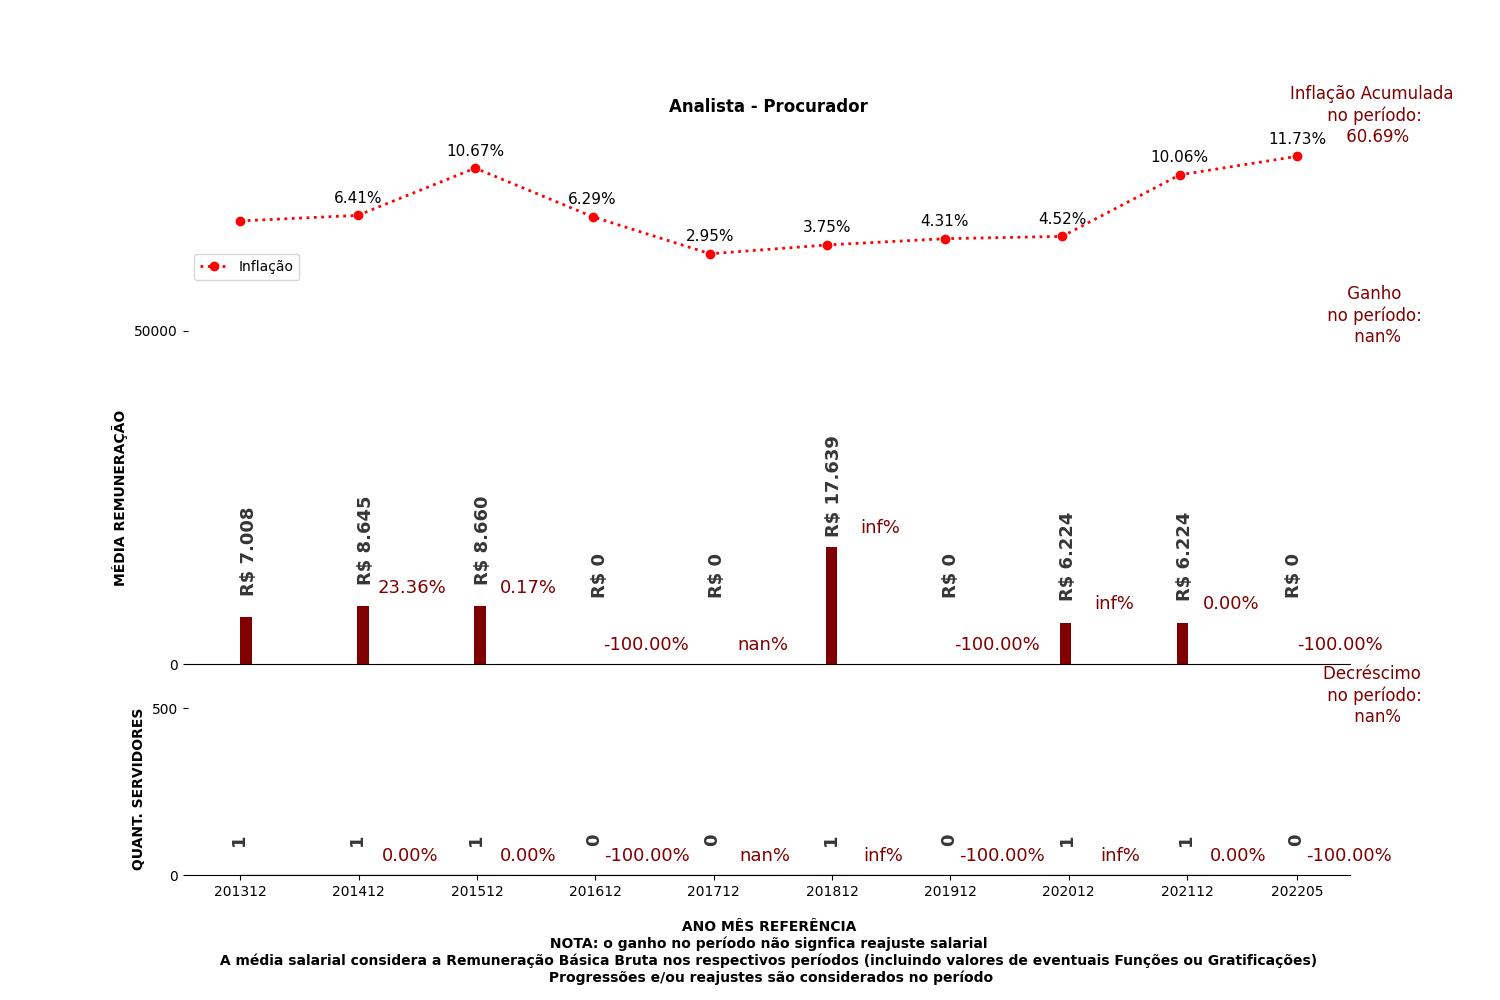 Analista - Procurador
Inflação Acumulada
no período:
60.69%
6.41%
10.67%
6.29%
2.95%
3.75%
4.31%
4.52%
10.06%
11.73%
Inflação
Ganho
no período:
nan%
50000
0
MÉDIA REMUNERAÇÃO
R$ 7.008
R$ 8.645
R$ 8.660
R$ 0
R$ 0
R$ 17.639
R$ 0
R$ 6.224
R$ 6.224
R$ 0
23.36%
0.17%
-100.00%
nan%
inf%
-100.00%
inf%
0.00%
-100.00%
Decréscimo
no período:
nan%
500
0
QUANT. SERVIDORES
1
1
1
0
0
1
0
1
1
0
0.00%
0.00%
-100.00%
nan%
inf%
-100.00%
inf%
0.00%
-100.00%
201312
201412
201512
201612
201712
201812
201912
202012
202112
202205
ANO MÊS REFERÊNCIA
NOTA: o ganho no período não signfica reajuste salarial
A média salarial considera a Remuneração Básica Bruta nos respectivos períodos (incluindo valores de eventuais Funções ou Gratificações)
Progressões e/ou reajustes são considerados no período